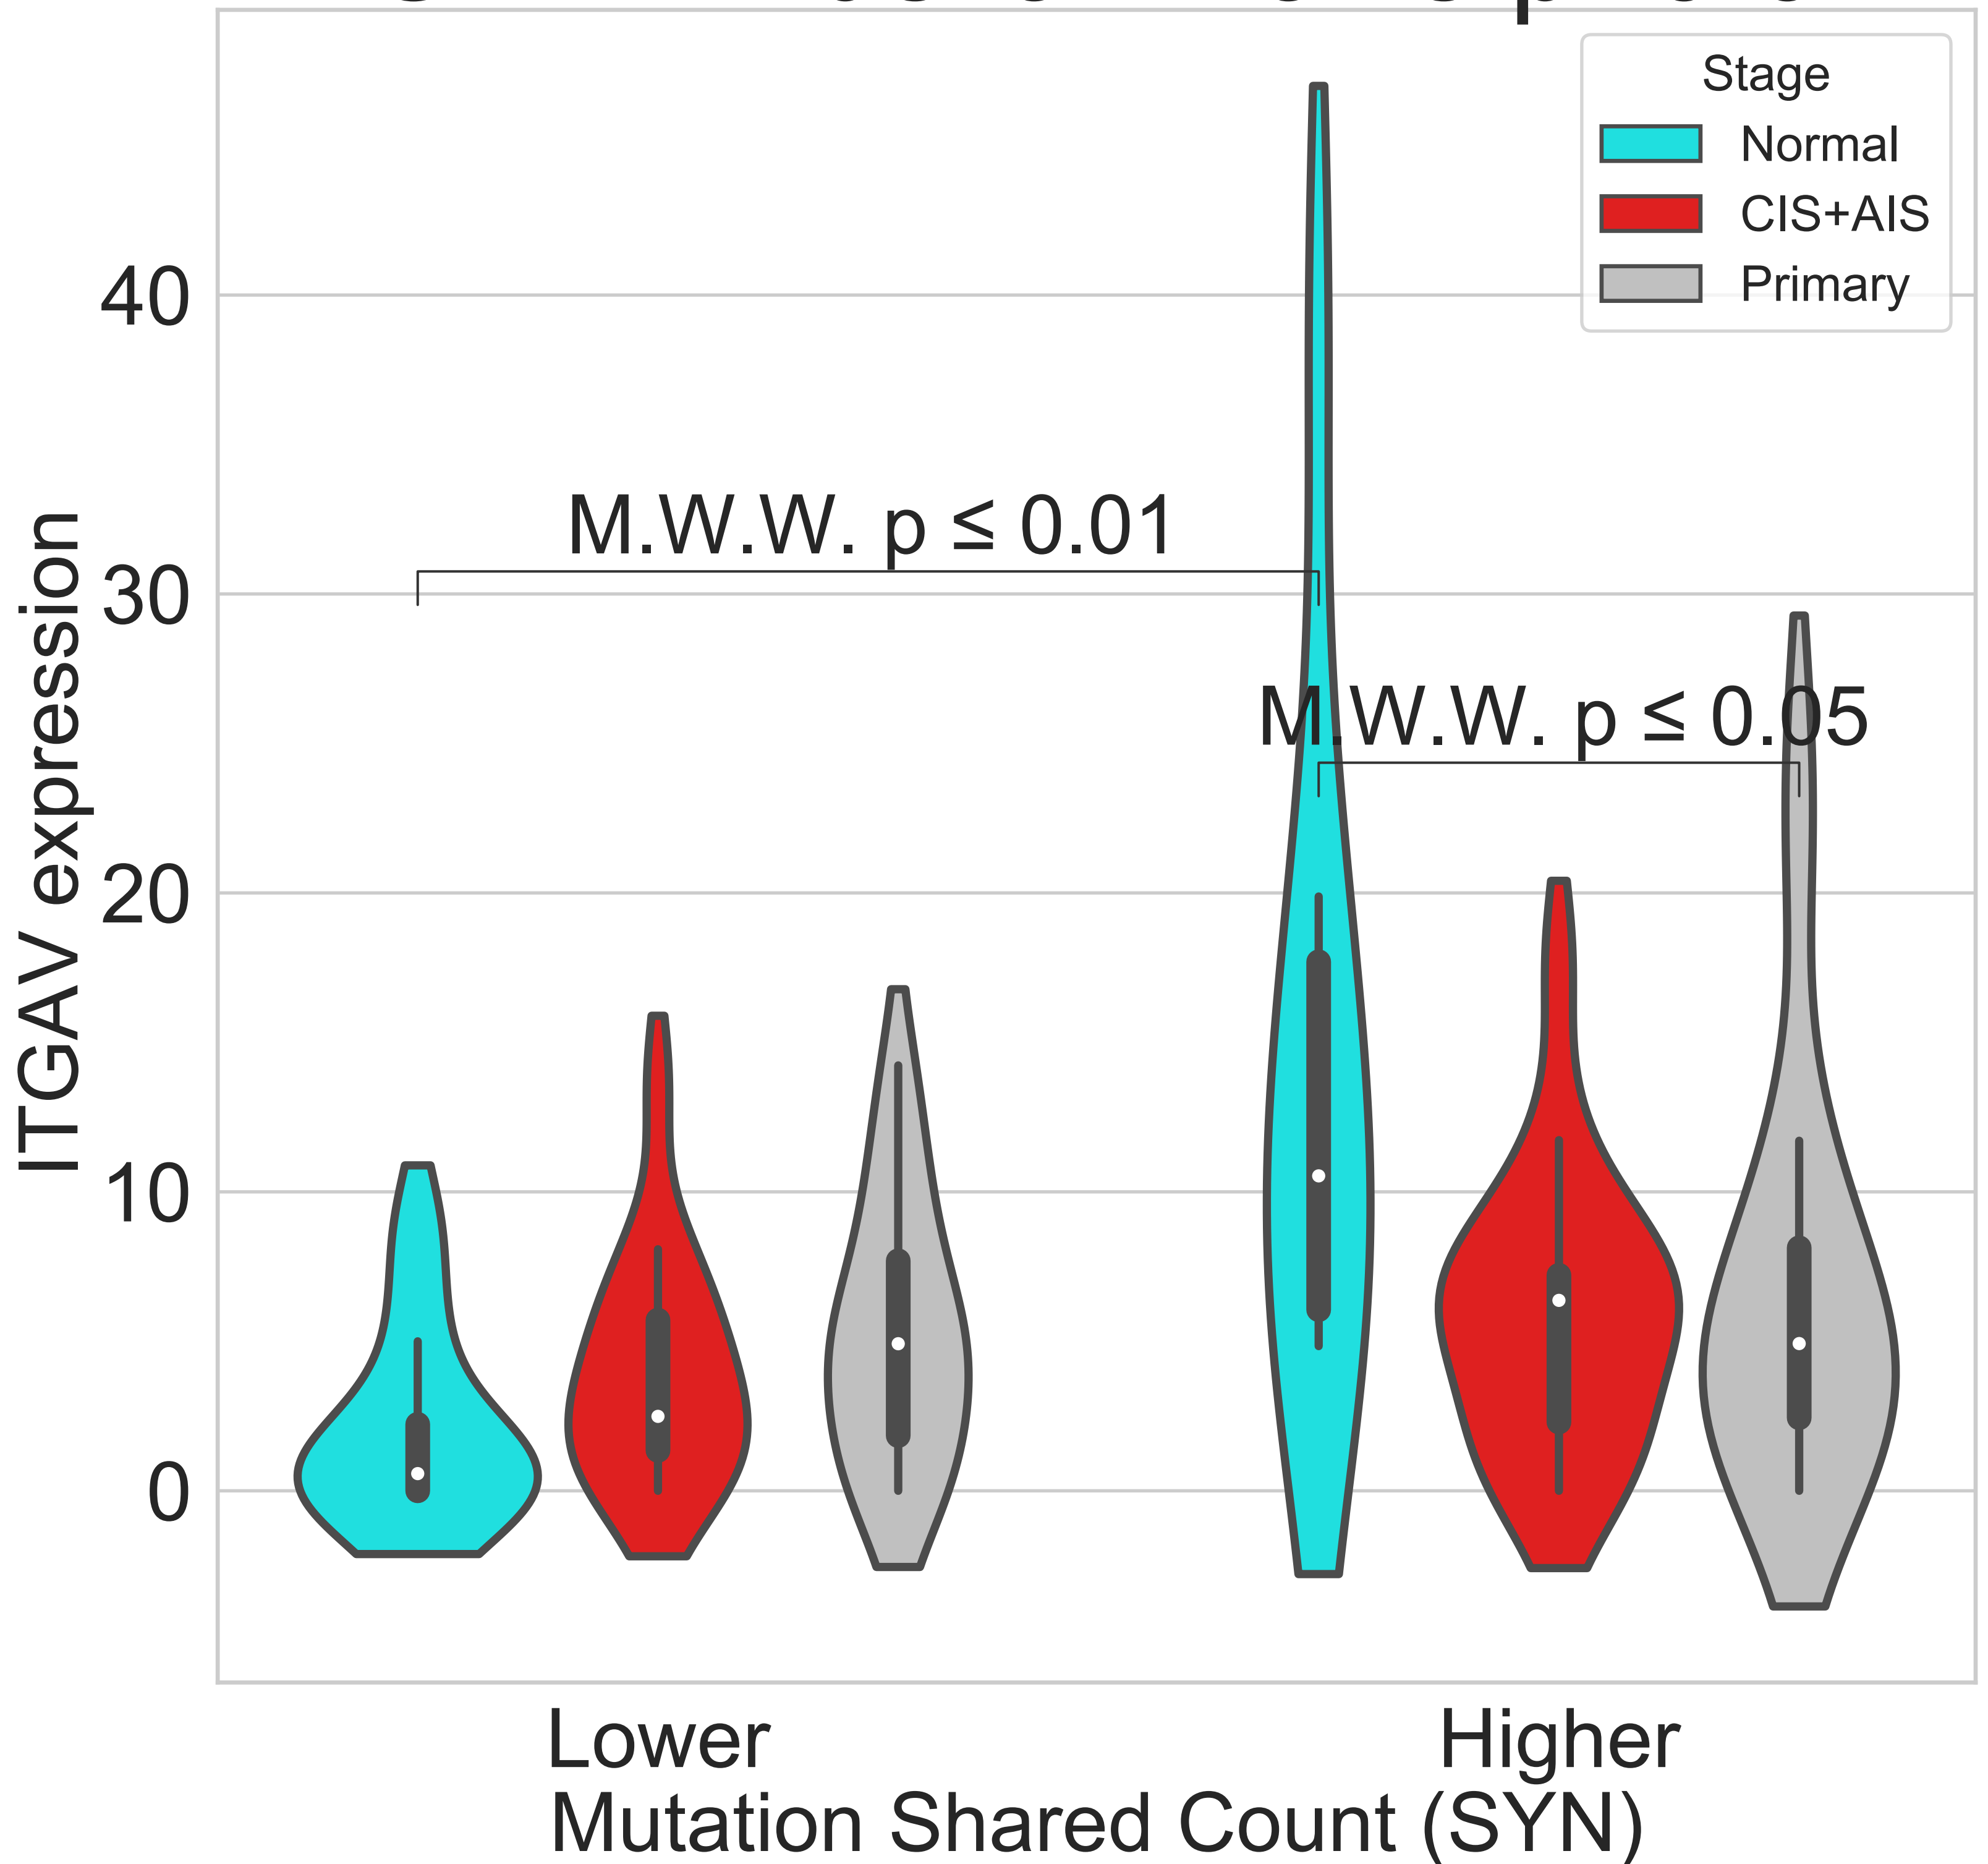 Stage
Normal
CIS+AIS
Primary
40
30
20
10
0
ITGAV expression
M.W.W. p ≤ 0.01
M.W.W. p ≤ 0.05
Lower
Higher
Mutation Shared Count (SYN)